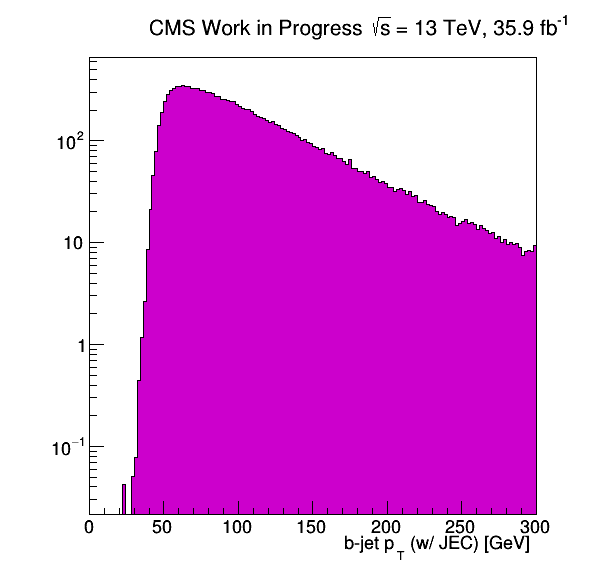 CMS Work in Progress √s = 13 TeV, 35.9 fb⁻¹
10²
10
1
10⁻¹
0 50 100 150 200 250 300
b-jet p_T (w/ JEC) [GeV]